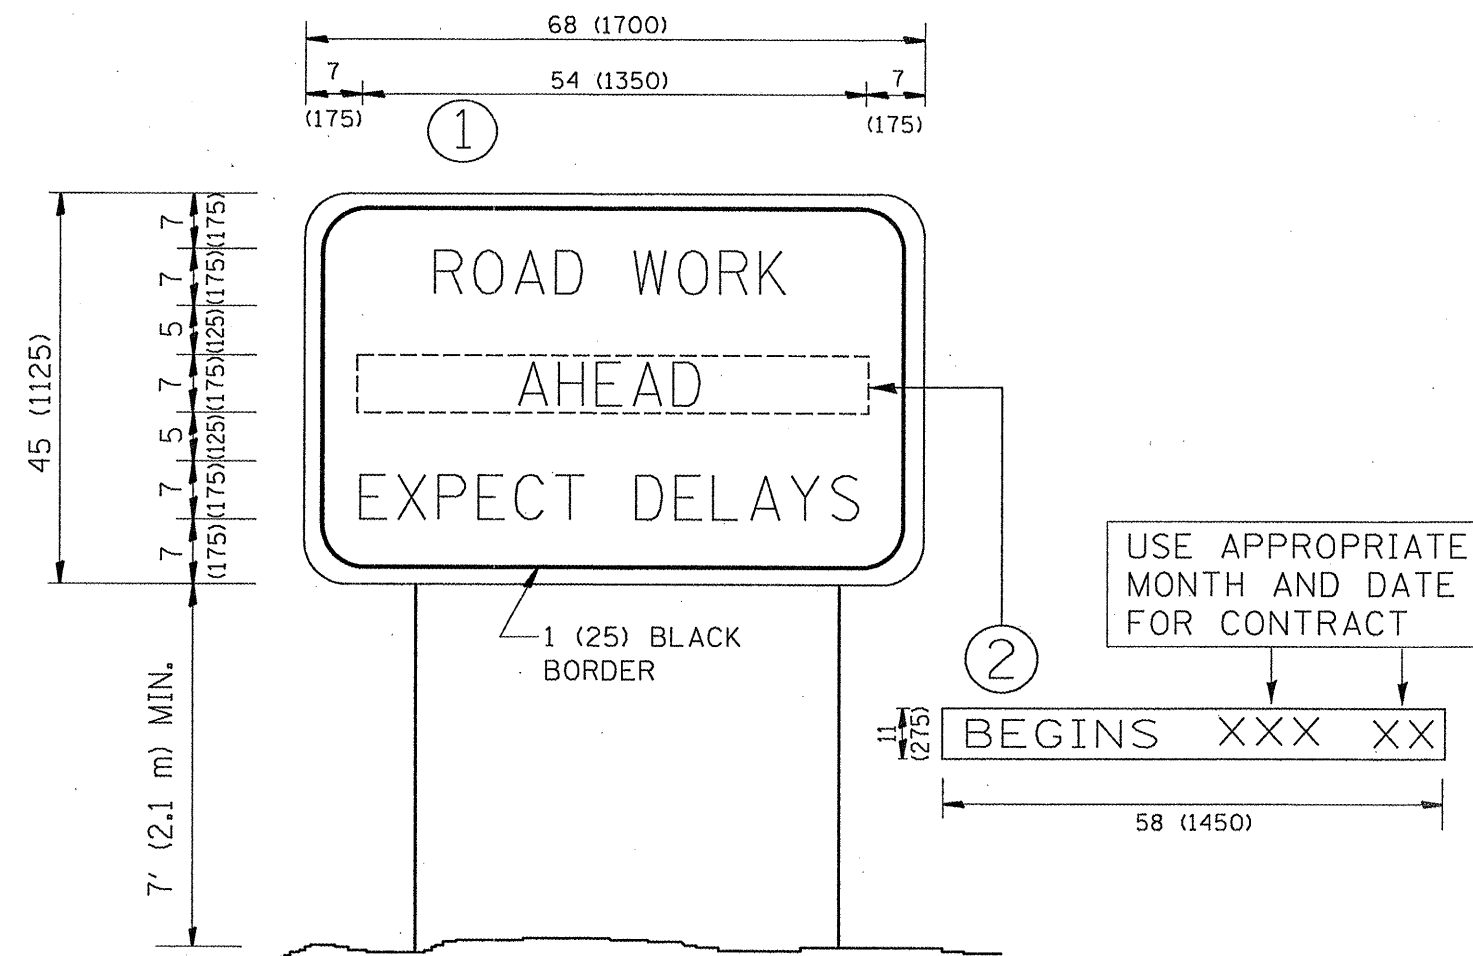 68 (1700)
7 54 (1350) 7
(175) (175)
1
45 (1125)
7 (175)
7 (175)
5 (125)
7 (175)
5 (125)
7 (175)
7 (175)
7' (2.1 m) MIN.
ROAD WORK
AHEAD
EXPECT DELAYS
1 (25) BLACK
BORDER
2
USE APPROPRIATE
MONTH AND DATE
FOR CONTRACT
11
(275)
BEGINS XXX XX
58 (1450)